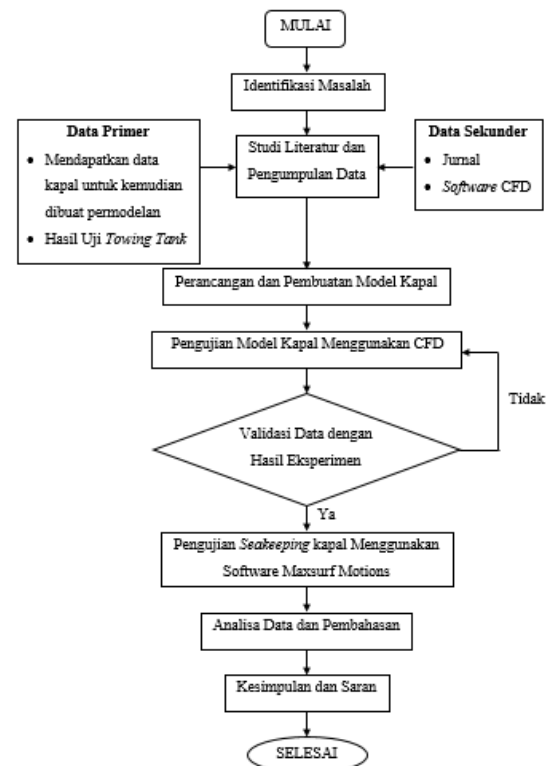 MULAI
Identifikasi Masalah
Data Primer
• Mendapatkan data
kapal untuk kemudian
dibuat permodelan
• Hasil Uji Towing Tank
Studi Literatur dan
Pengumpulan Data
Data Sekunder
• Jurnal
• Software CFD
Perancangan dan Pembuatan Model Kapal
Pengujian Model Kapal Menggunakan CFD
Tidak
Validasi Data dengan
Hasil Eksperimen
Ya
Pengujian Seakeeping kapal Menggunakan
Software Maxsurf Motions
Analisa Data dan Pembahasan
Kesimpulan dan Saran
SELESAI